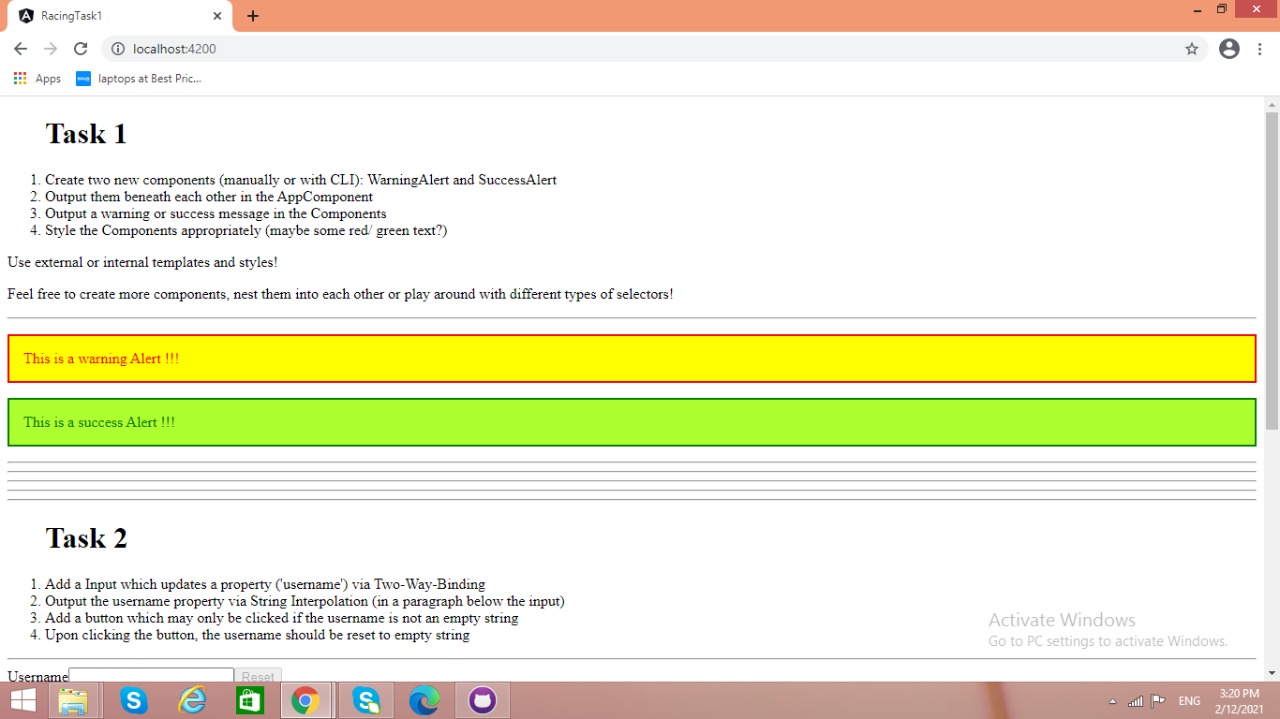 RacingTask1
localhost:4200
Apps
laptops at Best Pric...
Task 1
1. Create two new components (manually or with CLI): WarningAlert and SuccessAlert
2. Output them beneath each other in the AppComponent
3. Output a warning or success message in the Components
4. Style the Components appropriately (maybe some red/ green text?)
Use external or internal templates and styles!
Feel free to create more components, nest them into each other or play around with different types of selectors!
This is a warning Alert !!!
This is a success Alert !!!
Task 2
1. Add a Input which updates a property ('username') via Two-Way-Binding
2. Output the username property via String Interpolation (in a paragraph below the input)
3. Add a button which may only be clicked if the username is not an empty string
4. Upon clicking the button, the username should be reset to empty string
Activate Windows
Go to PC settings to activate Windows.
Username
Reset
ENG
3:20 PM
2/12/2021